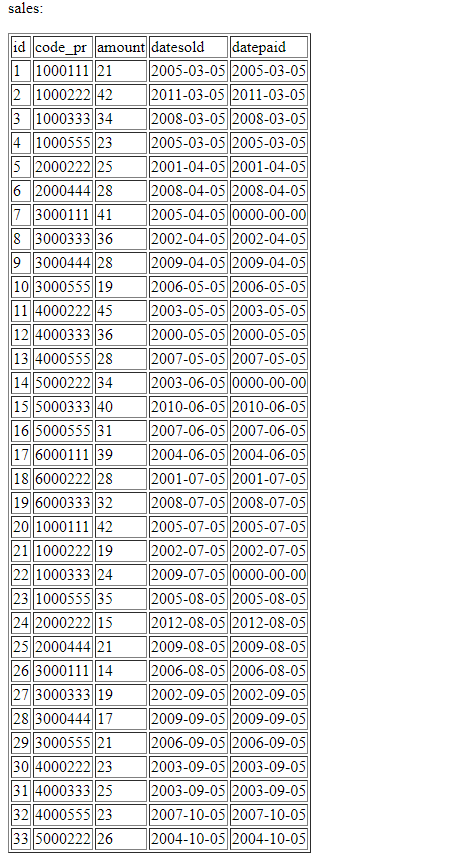 sales:
id code_pr amount datesold datepaid
1 1000111 21 2005-03-05 2005-03-05
2 1000222 42 2011-03-05 2011-03-05
3 1000333 34 2008-03-05 2008-03-05
4 1000555 23 2005-03-05 2005-03-05
5 2000222 25 2001-04-05 2001-04-05
6 2000444 28 2008-04-05 2008-04-05
7 3000111 41 2005-04-05 0000-00-00
8 3000333 36 2002-04-05 2002-04-05
9 3000444 28 2009-04-05 2009-04-05
10 3000555 19 2006-05-05 2006-05-05
11 4000222 45 2003-05-05 2003-05-05
12 4000333 36 2000-05-05 2000-05-05
13 4000555 28 2007-05-05 2007-05-05
14 5000222 34 2003-06-05 0000-00-00
15 5000333 40 2010-06-05 2010-06-05
16 5000555 31 2007-06-05 2007-06-05
17 6000111 39 2004-06-05 2004-06-05
18 6000222 28 2001-07-05 2001-07-05
19 6000333 32 2008-07-05 2008-07-05
20 1000111 42 2005-07-05 2005-07-05
21 1000222 19 2002-07-05 2002-07-05
22 1000333 24 2009-07-05 0000-00-00
23 1000555 35 2005-08-05 2005-08-05
24 2000222 15 2012-08-05 2012-08-05
25 2000444 21 2009-08-05 2009-08-05
26 3000111 14 2006-08-05 2006-08-05
27 3000333 19 2002-09-05 2002-09-05
28 3000444 17 2009-09-05 2009-09-05
29 3000555 21 2006-09-05 2006-09-05
30 4000222 23 2003-09-05 2003-09-05
31 4000333 25 2003-09-05 2003-09-05
32 4000555 23 2007-10-05 2007-10-05
33 5000222 26 2004-10-05 2004-10-05